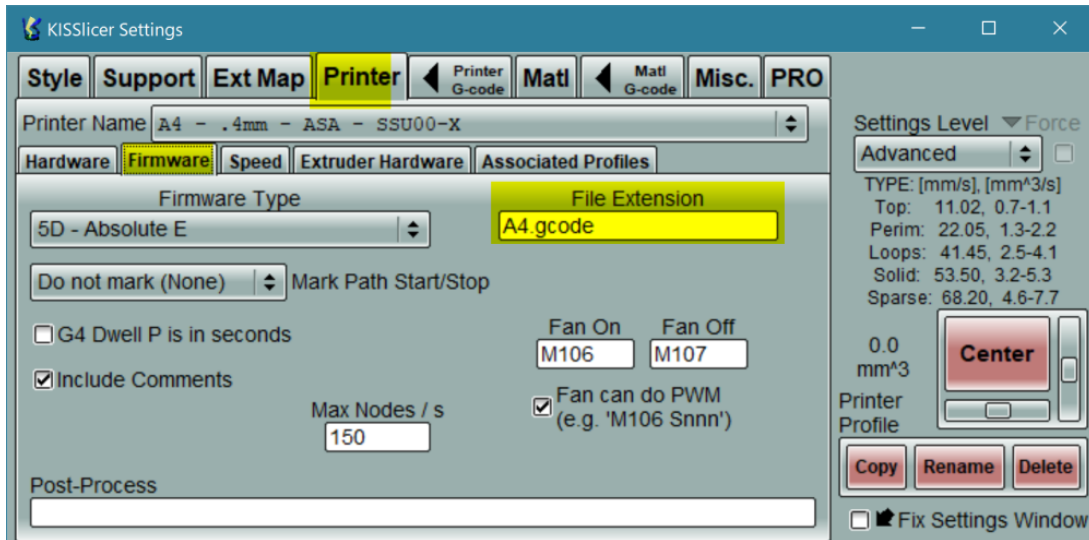 KISSlicer Settings
Style Support Ext Map Printer Printer G-code Matl Matl G-code Misc. PRO
Printer Name A4 - .4mm - ASA - SSU00-X
Hardware Firmware Speed Extruder Hardware Associated Profiles
Firmware Type
5D - Absolute E
File Extension
A4.gcode
Do not mark (None) Mark Path Start/Stop
G4 Dwell P is in seconds
Include Comments
Max Nodes / s
150
Fan On Fan Off
M106 M107
Fan can do PWM
(e.g. 'M106 Snnn')
Post-Process
Settings Level Force
Advanced
TYPE: [mm/s], [mm^3/s]
Top: 11.02, 0.7-1.1
Perim: 22.05, 1.3-2.2
Loops: 41.45, 2.5-4.1
Solid: 53.50, 3.2-5.3
Sparse: 68.20, 4.6-7.7
0.0
mm^3
Center
Printer
Profile
Copy Rename Delete
Fix Settings Window